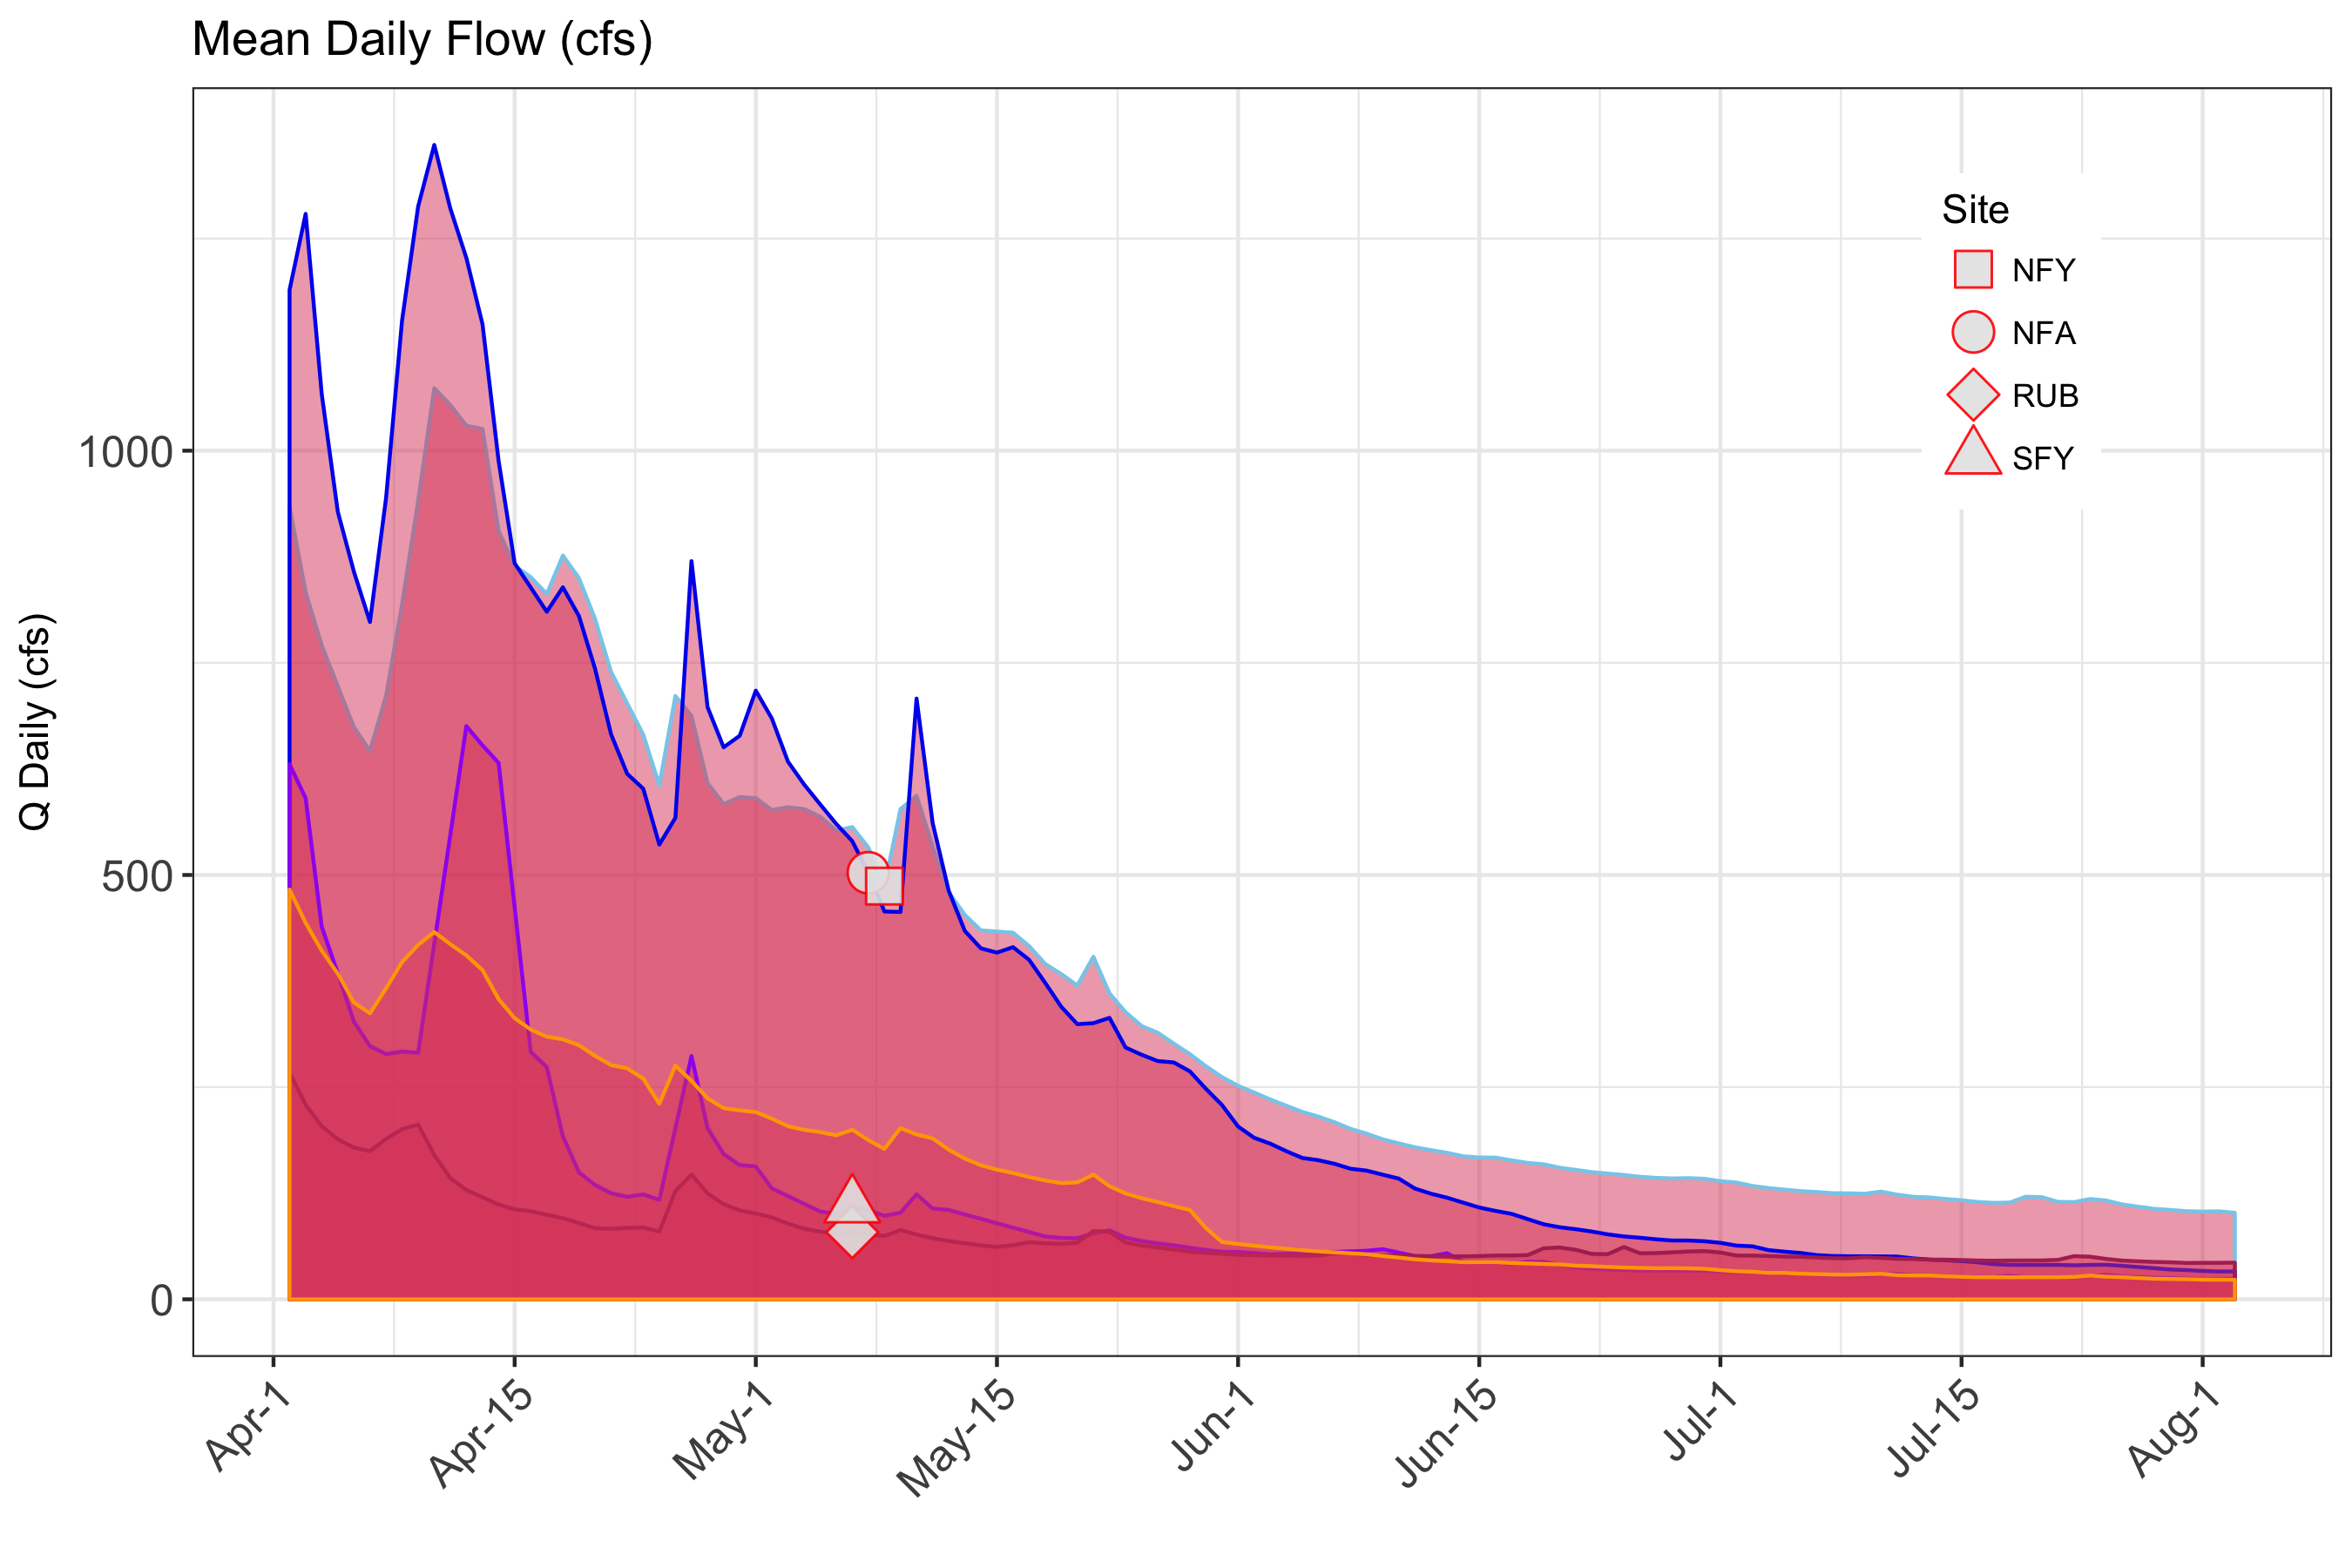 Mean Daily Flow (cfs)
Q Daily (cfs)
1000
500
0
Site
NFY
NFA
RUB
SFY
Apr-1
Apr-15
May-1
May-15
Jun-1
Jun-15
Jul-1
Jul-15
Aug-1